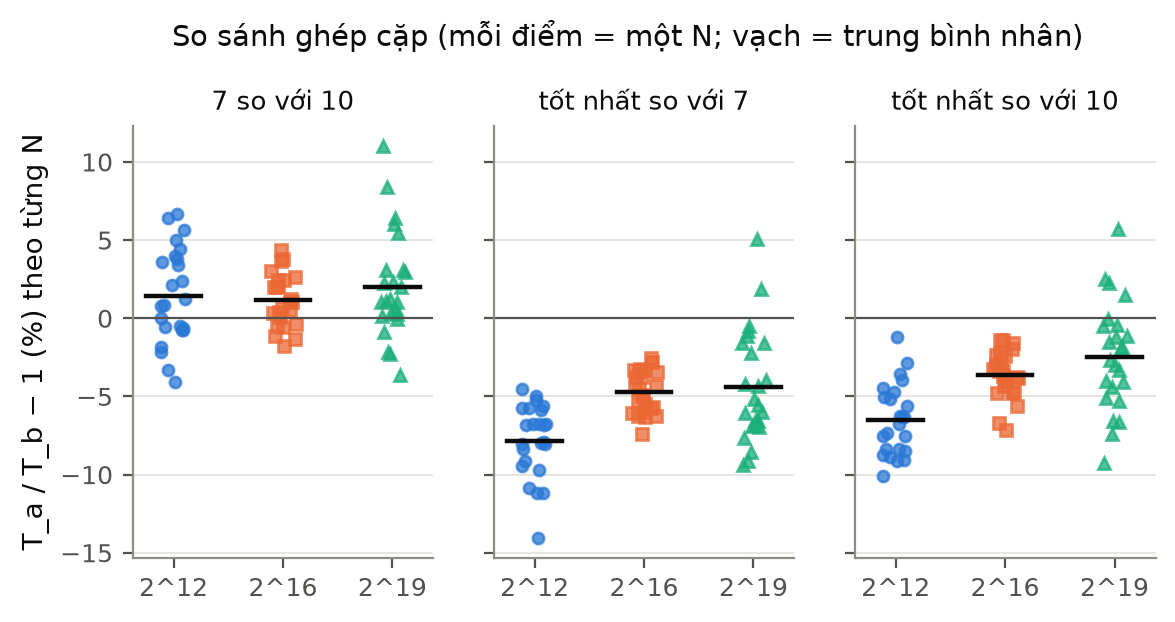 So sánh ghép cặp (mỗi điểm = một N; vạch = trung bình nhân)
7 so với 10
tốt nhất so với 7
tốt nhất so với 10
T_a / T_b − 1 (%) theo từng N
10
5
0
−5
−10
−15
2^12 2^16 2^19
2^12 2^16 2^19
2^12 2^16 2^19